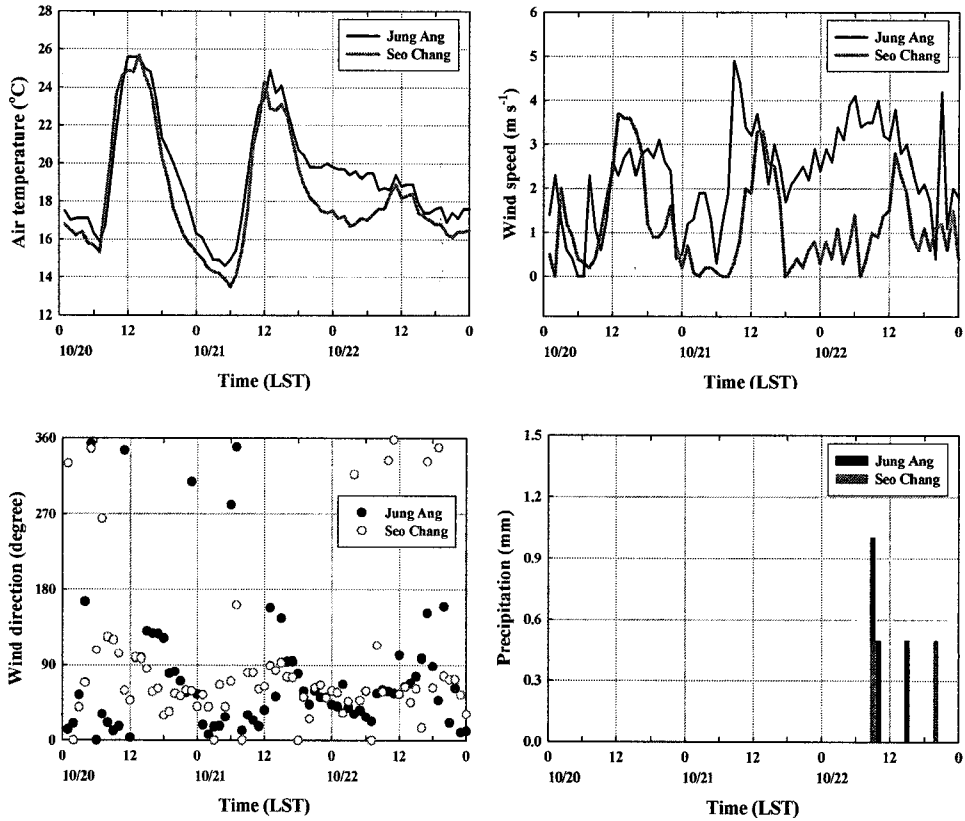 Air temperature (°C)
28
26
24
22
20
18
16
14
12
Jung Ang
Seo Chang
0 12 0 12 0 12 0
10/20 10/21 10/22
Time (LST)
Wind speed (m s⁻¹)
6
5
4
3
2
1
0
Jung Ang
Seo Chang
0 12 0 12 0 12 0
10/20 10/21 10/22
Time (LST)
Wind direction (degree)
360
270
180
90
0
Jung Ang
Seo Chang
0 12 0 12 0 12 0
10/20 10/21 10/22
Time (LST)
Precipitation (mm)
1.5
1.2
0.9
0.6
0.3
0.0
Jung Ang
Seo Chang
0 12 0 12 0 12 0
10/20 10/21 10/22
Time (LST)